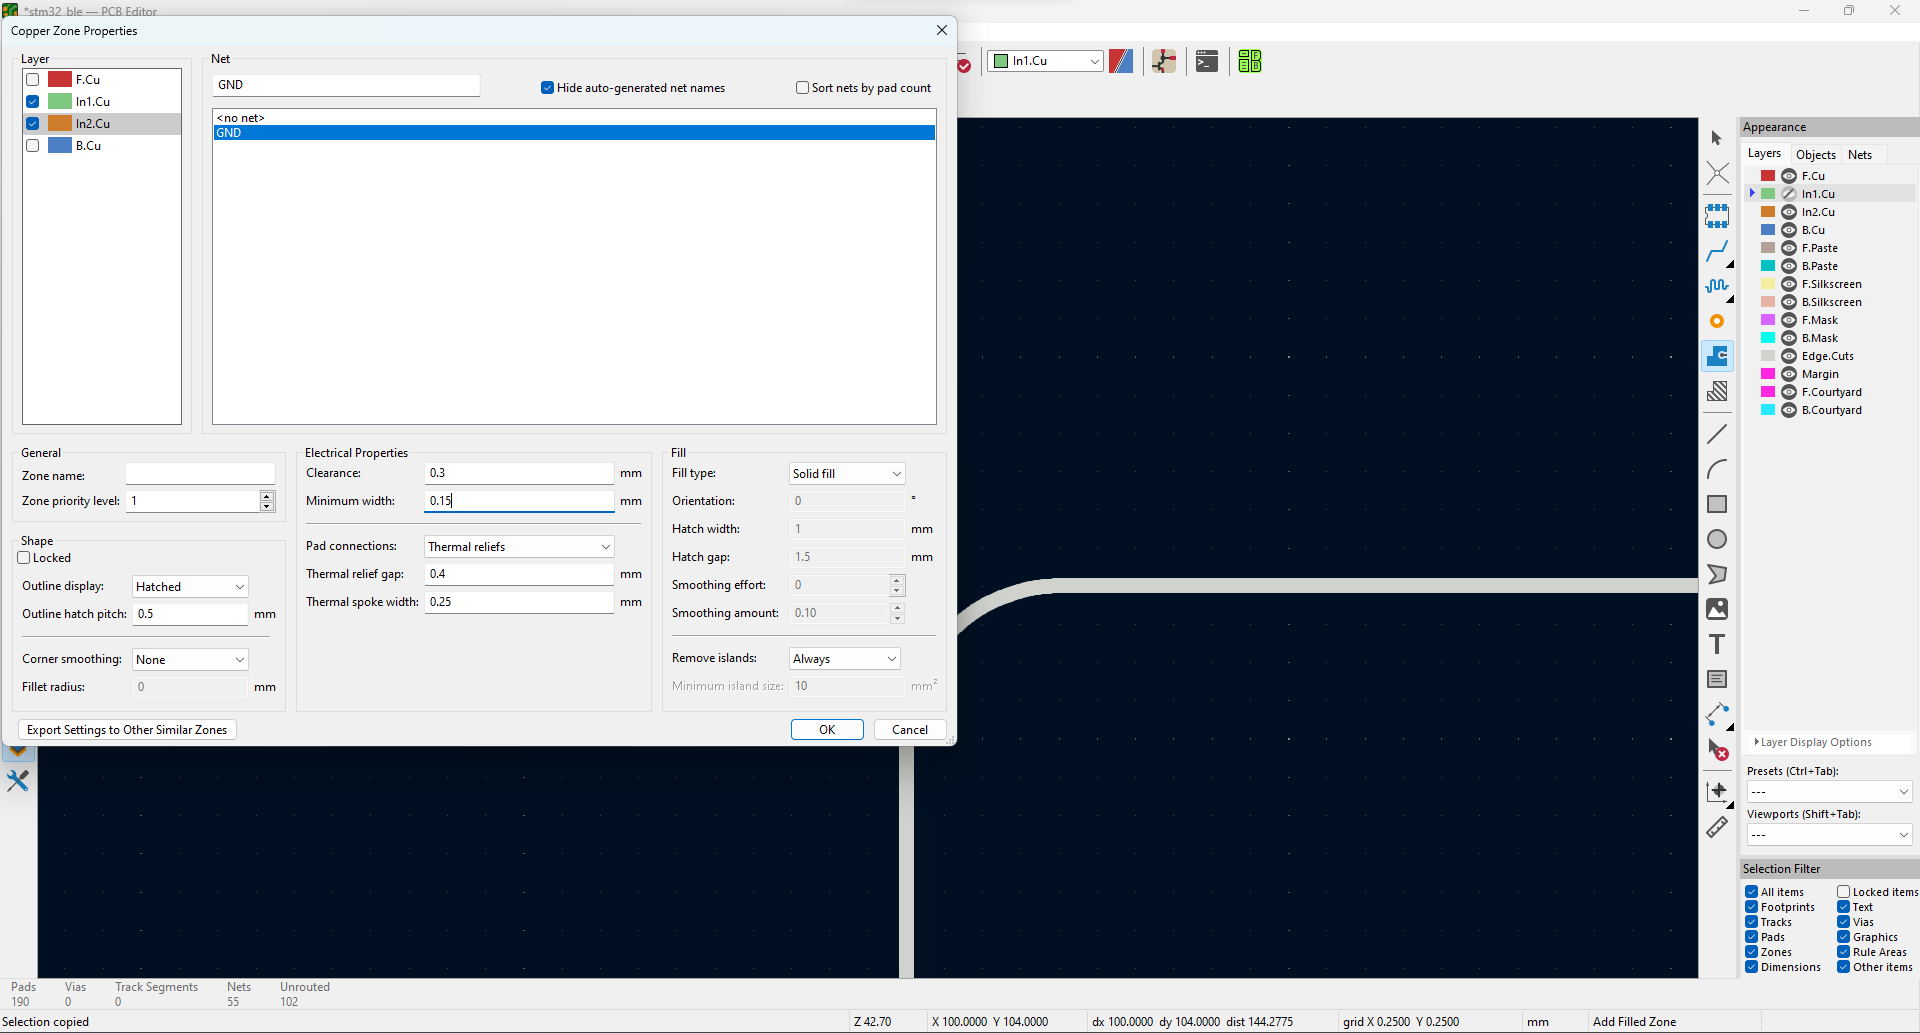 *stm32_ble — PCB Editor
Copper Zone Properties
Layer
F.Cu
In1.Cu
In2.Cu
B.Cu
Net
GND
Hide auto-generated net names
Sort nets by pad count
<no net>
GND
General
Zone name:
Zone priority level: 1
Shape
Locked
Outline display: Hatched
Outline hatch pitch: 0.5 mm
Corner smoothing: None
Fillet radius: 0 mm
Electrical Properties
Clearance: 0.3 mm
Minimum width: 0.15 mm
Pad connections: Thermal reliefs
Thermal relief gap: 0.4 mm
Thermal spoke width: 0.25 mm
Fill
Fill type: Solid fill
Orientation: 0 °
Hatch width: 1 mm
Hatch gap: 1.5 mm
Smoothing effort: 0
Smoothing amount: 0.10
Remove islands: Always
Minimum island size: 10 mm²
Export Settings to Other Similar Zones
OK
Cancel
In1.Cu
Appearance
Layers Objects Nets
F.Cu
In1.Cu
In2.Cu
B.Cu
F.Paste
B.Paste
F.Silkscreen
B.Silkscreen
F.Mask
B.Mask
Edge.Cuts
Margin
F.Courtyard
B.Courtyard
Layer Display Options
Presets (Ctrl+Tab):
---
Viewports (Shift+Tab):
---
Selection Filter
All items Locked items
Footprints Text
Tracks Vias
Pads Graphics
Zones Rule Areas
Dimensions Other items
Pads Vias Track Segments Nets Unrouted
190 0 0 55 102
Selection copied Z 42.70 X 100.0000 Y 104.0000 dx 100.0000 dy 104.0000 dist 144.2775 grid X 0.2500 Y 0.2500 mm Add Filled Zone